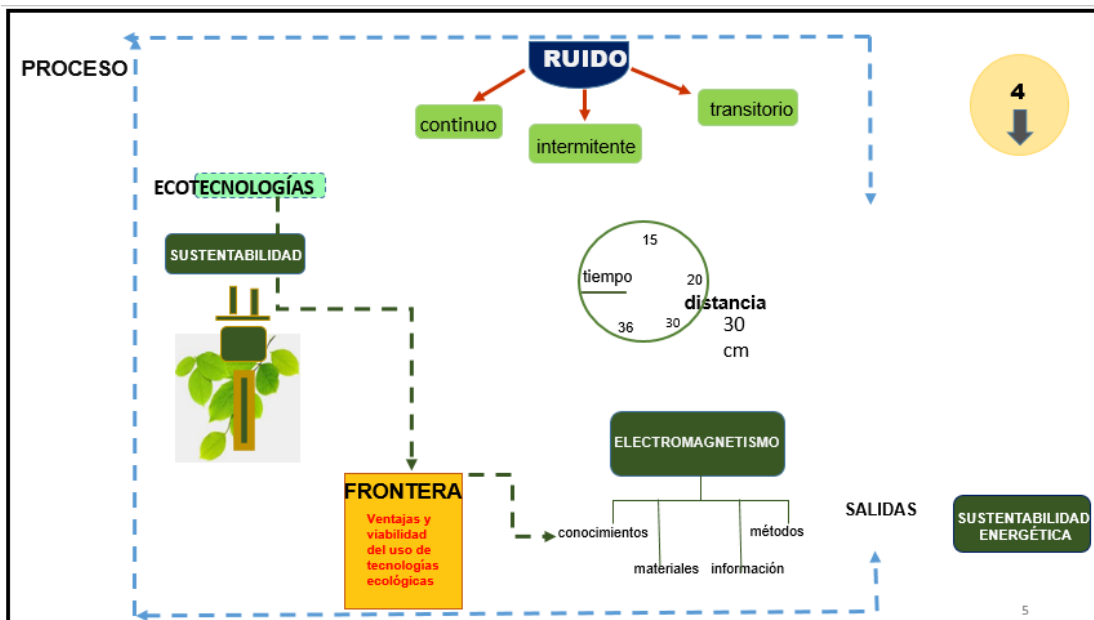 PROCESO
RUIDO
continuo
intermitente
transitorio
4
ECOTECNOLOGÍAS
SUSTENTABILIDAD
15
tiempo
20
distancia
30
36
30
cm
FRONTERA
Ventajas y
viabilidad
del uso de
tecnologías
ecológicas
ELECTROMAGNETISMO
conocimientos
métodos
materiales
información
SALIDAS
SUSTENTABILIDAD
ENERGÉTICA
5